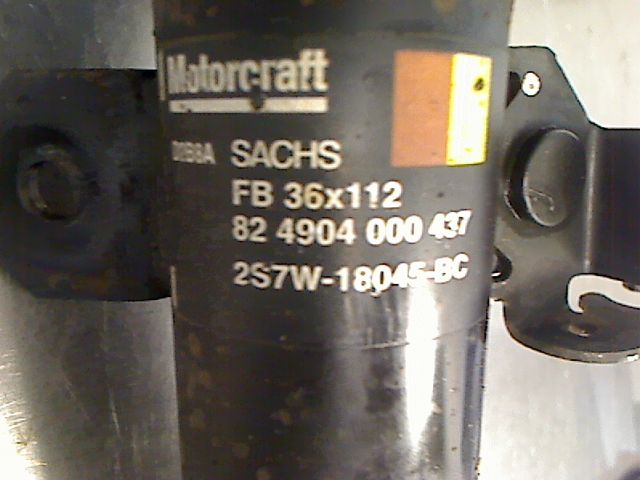 Motorcraft
SACHS
FB 36x112
82 4904 000 437
2S7W-18045-BC